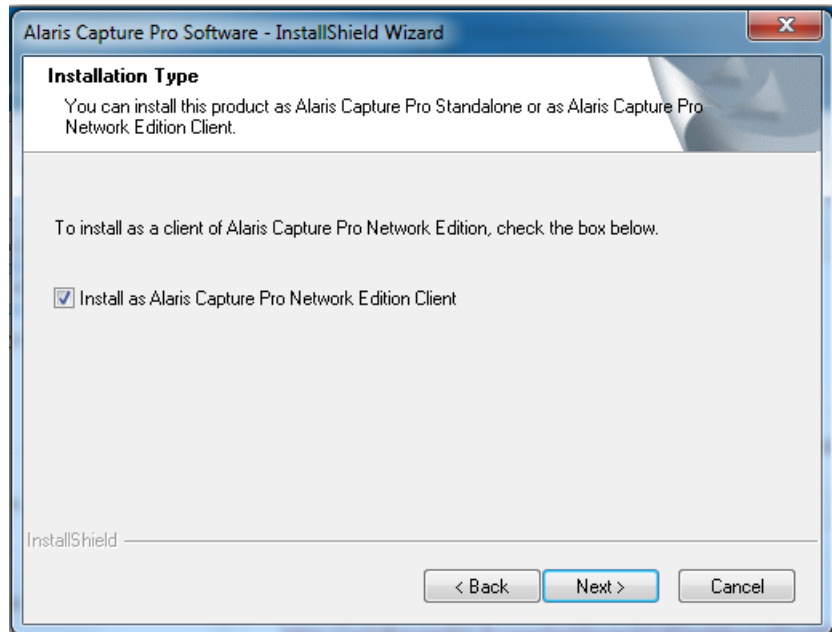 Alaris Capture Pro Software - InstallShield Wizard
Installation Type
You can install this product as Alaris Capture Pro Standalone or as Alaris Capture Pro
Network Edition Client.
To install as a client of Alaris Capture Pro Network Edition, check the box below.
Install as Alaris Capture Pro Network Edition Client
InstallShield
< Back Next > Cancel